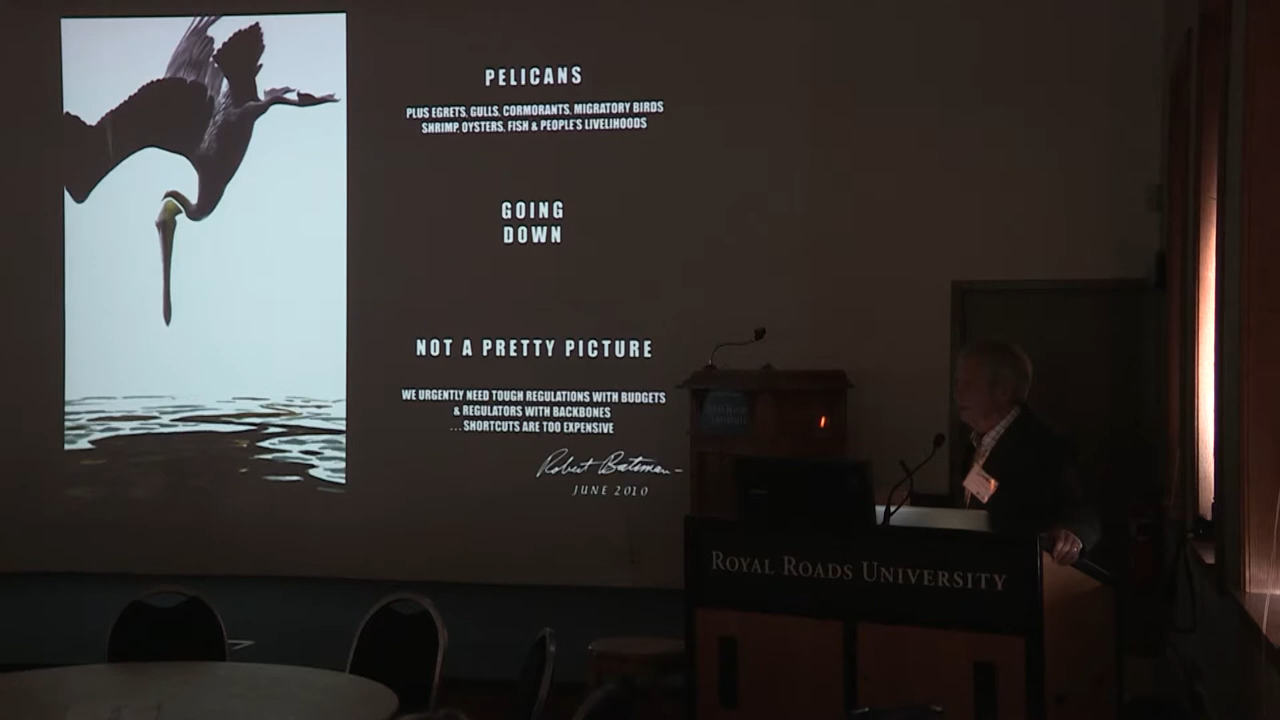 PELICANS
PLUS EGRETS, GULLS, CORMORANTS, MIGRATORY BIRDS
SHRIMP, OYSTERS, FISH & PEOPLE'S LIVELIHOODS
GOING
DOWN
NOT A PRETTY PICTURE
WE URGENTLY NEED TOUGH REGULATIONS WITH BUDGETS
& REGULATORS WITH BACKBONES
...SHORTCUTS ARE TOO EXPENSIVE
Robert Bateman
JUNE 2010
ROYAL ROADS UNIVERSITY